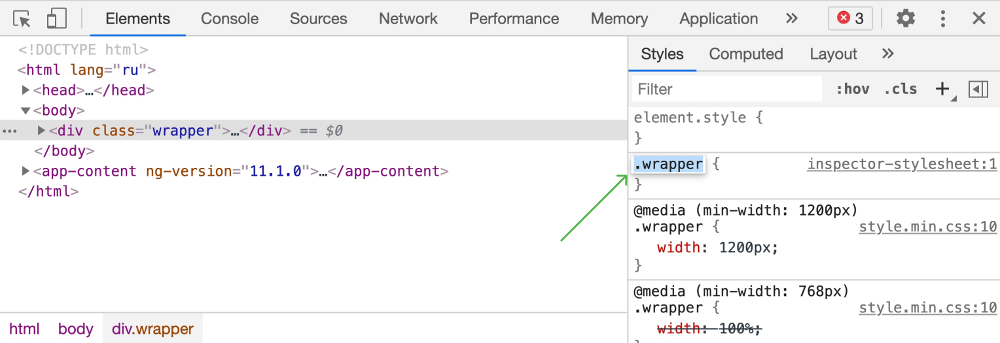 Elements Console Sources Network Performance Memory Application » 3
<!DOCTYPE html>
<html lang="ru">
<head>…</head>
<body>
<div class="wrapper">…</div> == $0
</body>
<app-content ng-version="11.1.0">…</app-content>
</html>
html body div.wrapper
Styles Computed Layout »
Filter :hov .cls +
element.style {
}
.wrapper { inspector-stylesheet:1
}
@media (min-width: 1200px)
.wrapper { style.min.css:10
width: 1200px;
}
@media (min-width: 768px)
.wrapper { style.min.css:10
width: 100%;